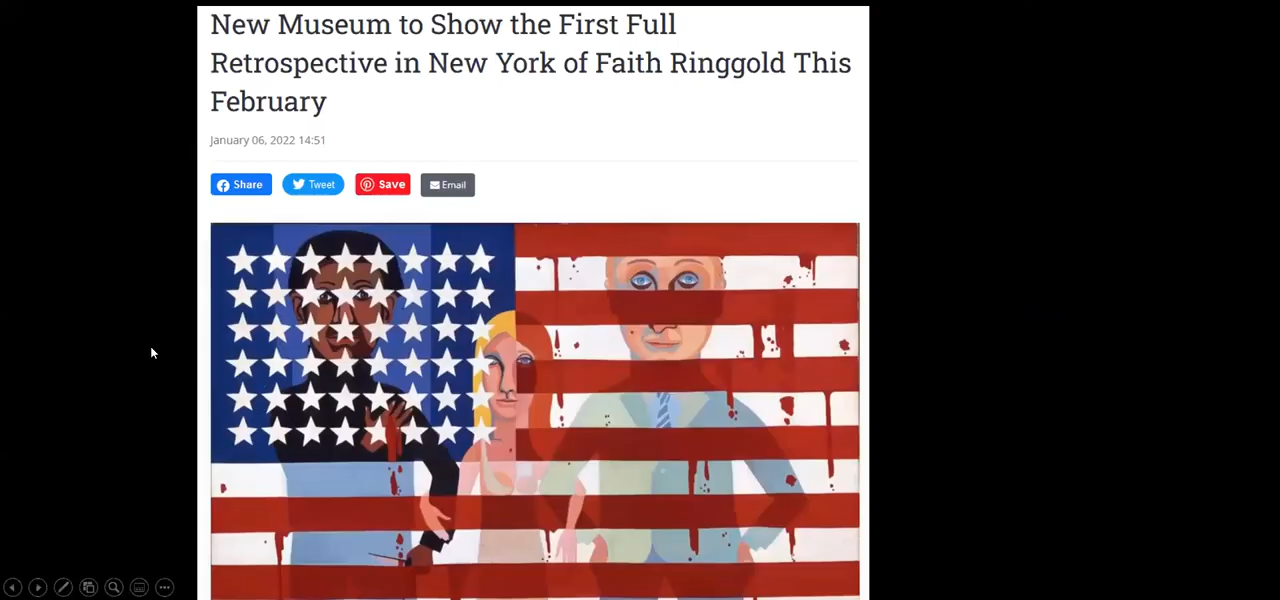 New Museum to Show the First Full
Retrospective in New York of Faith Ringgold This
February
January 06, 2022 14:51
Share Tweet Save Email